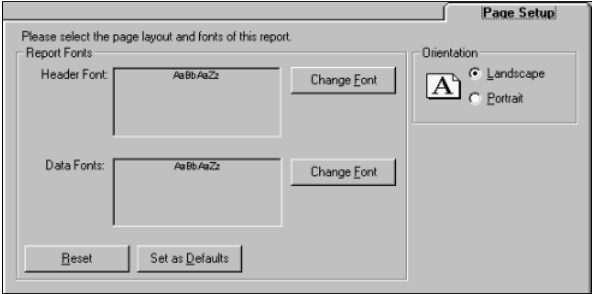 Page Setup
Please select the page layout and fonts of this report.
Report Fonts
Header Font:
AaBbAaZz
Change Font
Data Fonts:
AaBbAaZz
Change Font
Reset
Set as Defaults
Orientation
A
Landscape
Portrait